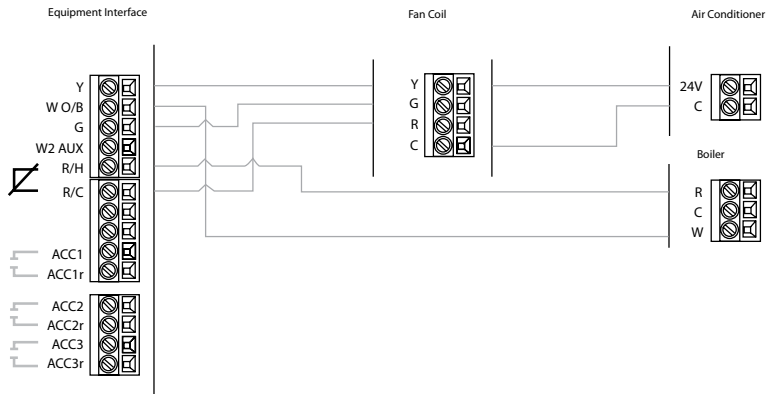 Equipment Interface
Fan Coil
Air Conditioner
Y
W O/B
G
W2 AUX
R/H
R/C
ACC1
ACC1r
ACC2
ACC2r
ACC3
ACC3r
Y
G
R
C
24V
C
Boiler
R
C
W